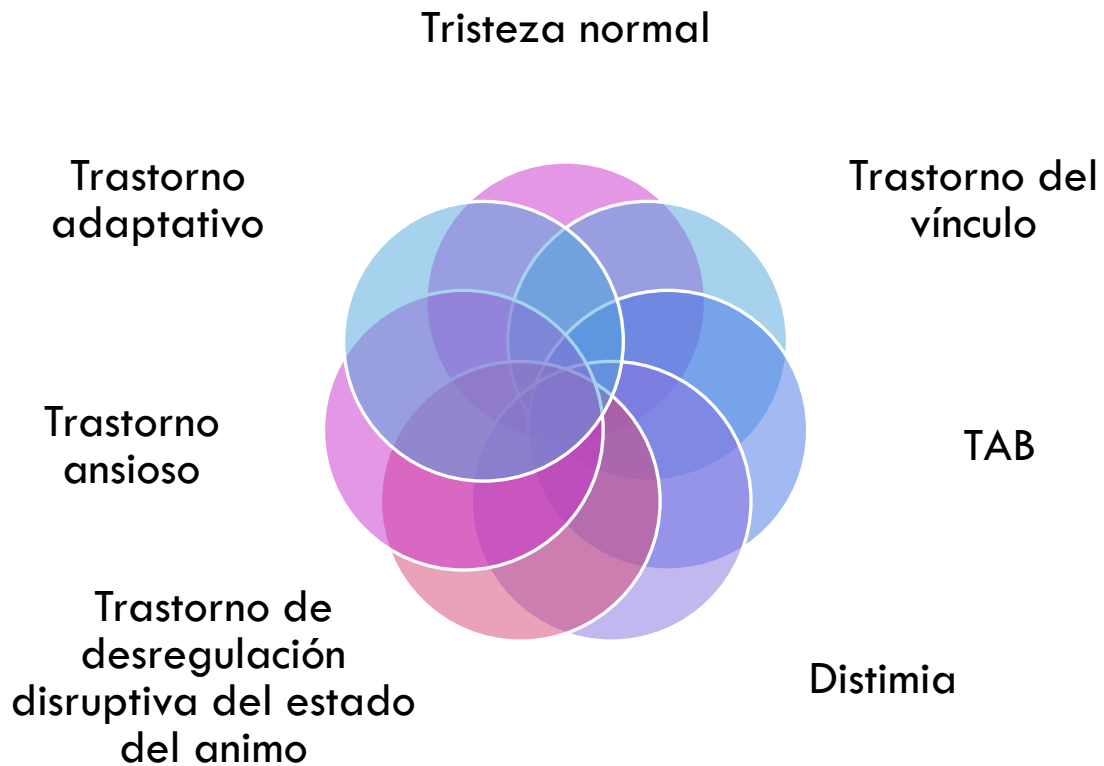 Tristeza normal
Trastorno
adaptativo
Trastorno del
vínculo
Trastorno
ansioso
TAB
Trastorno de
desregulación
disruptiva del estado
del animo
Distimia